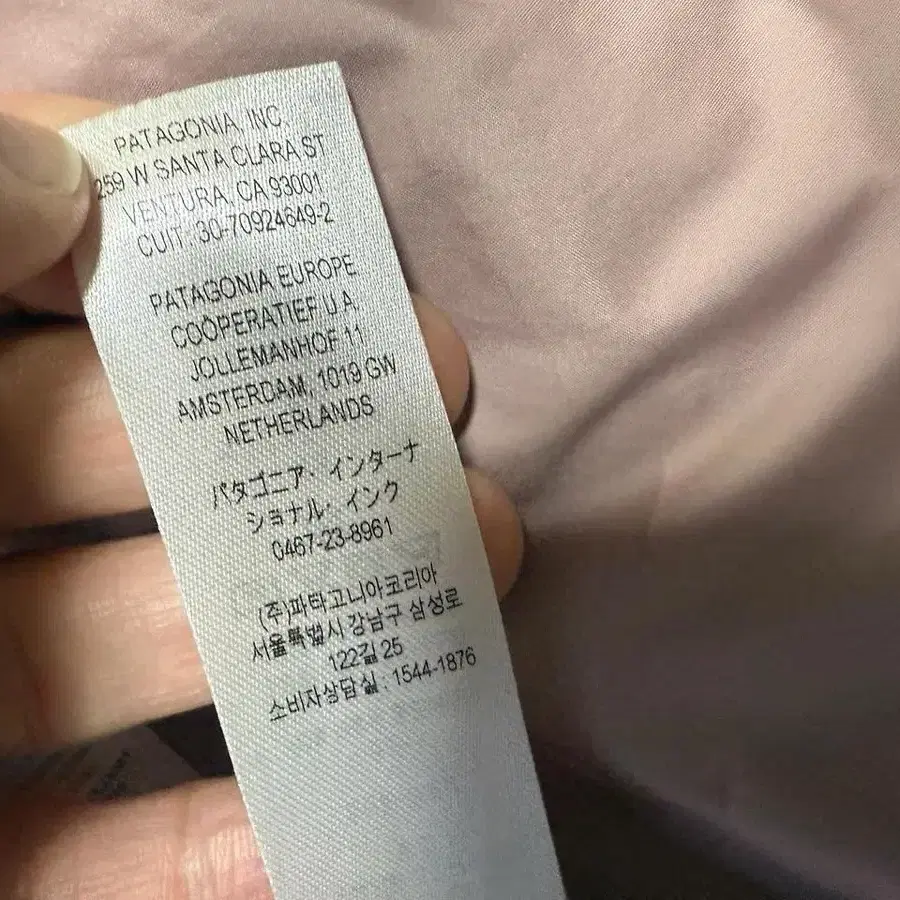 PATAGONIA, INC
259 W SANTA CLARA ST
VENTURA, CA 93001
CUIT: 30-70924649-2
PATAGONIA EUROPE
COÖPERATIEF U.A.
JOLLEMANHOF 11
AMSTERDAM, 1019 GW
NETHERLANDS
パタゴニア・インターナ
ショナル・インク
0467-23-8961
(주)파타고니아코리아
서울특별시 강남구 삼성로
122길 25
소비자상담실 : 1544-1876